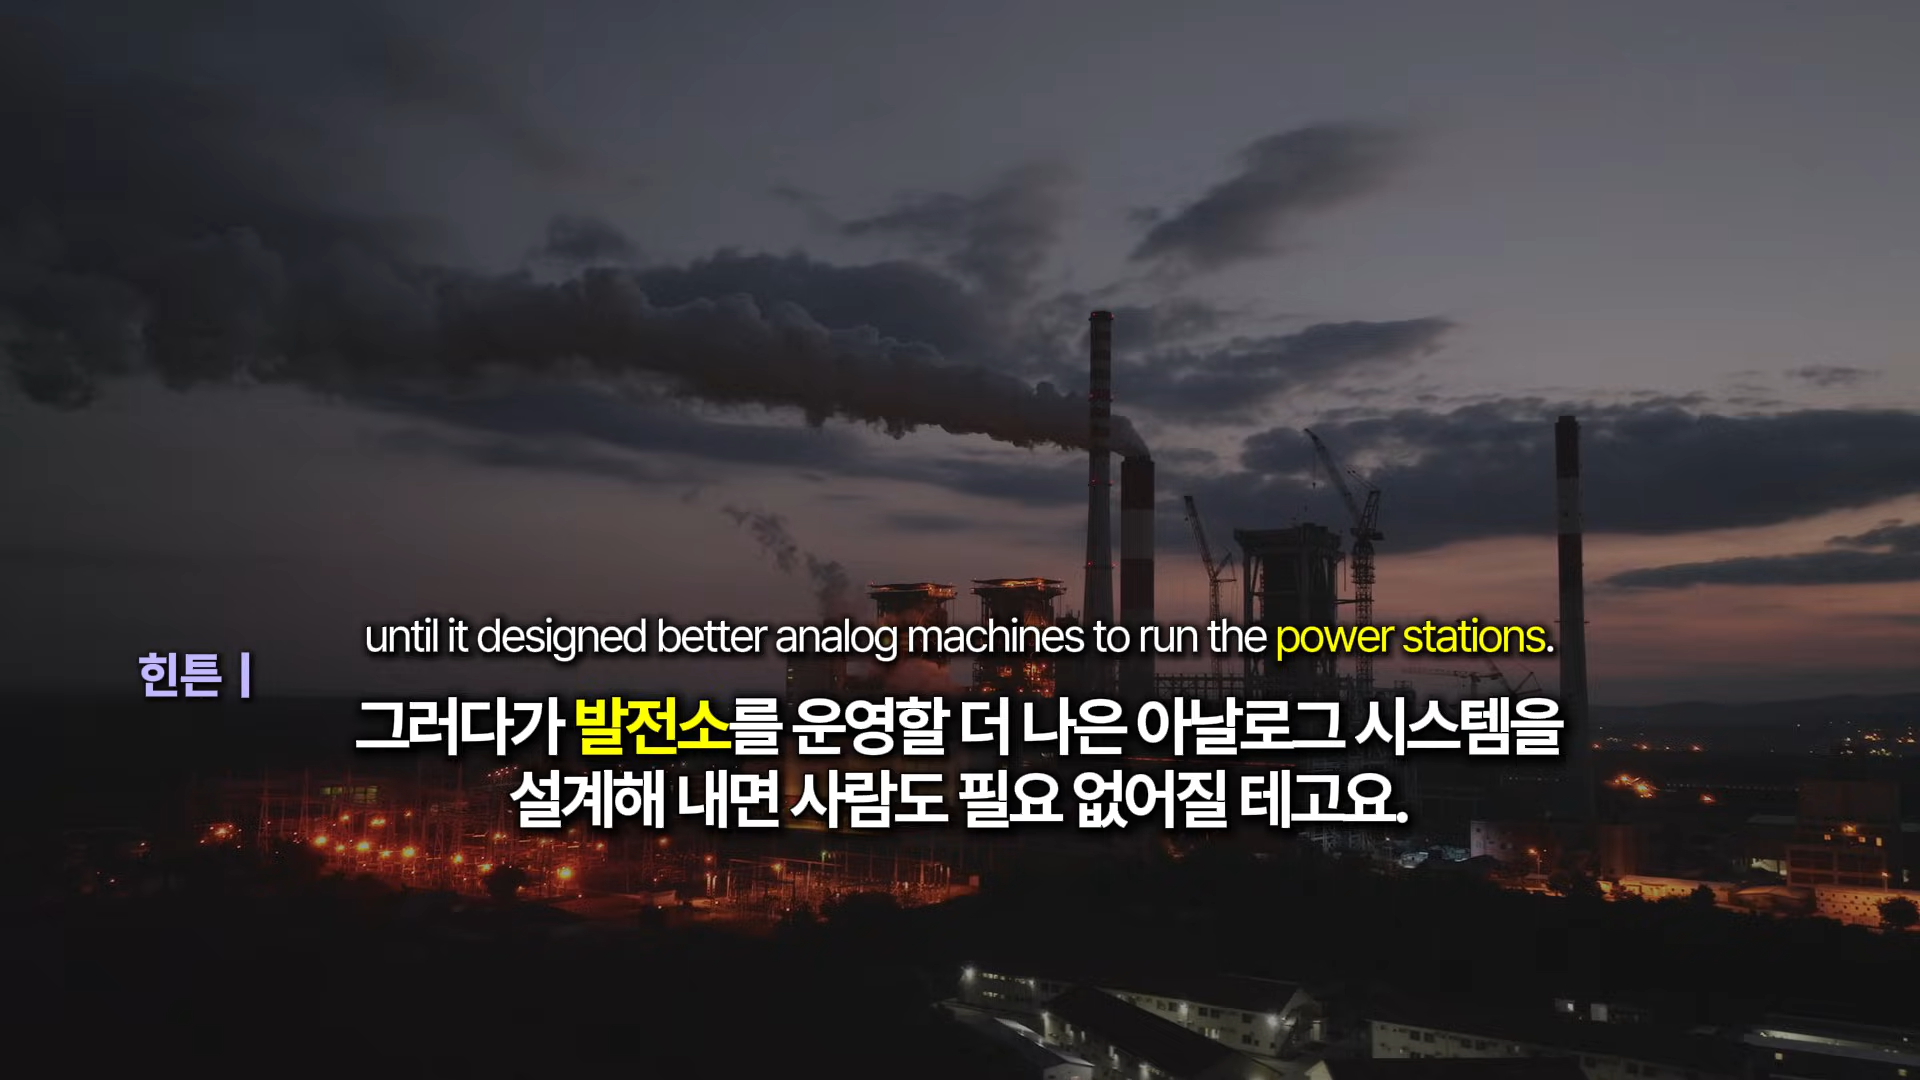 until it designed better analog machines to run the power stations.
힌튼 |
그러다가 발전소를 운영할 더 나은 아날로그 시스템을
설계해 내면 사람도 필요 없어질 테고요.